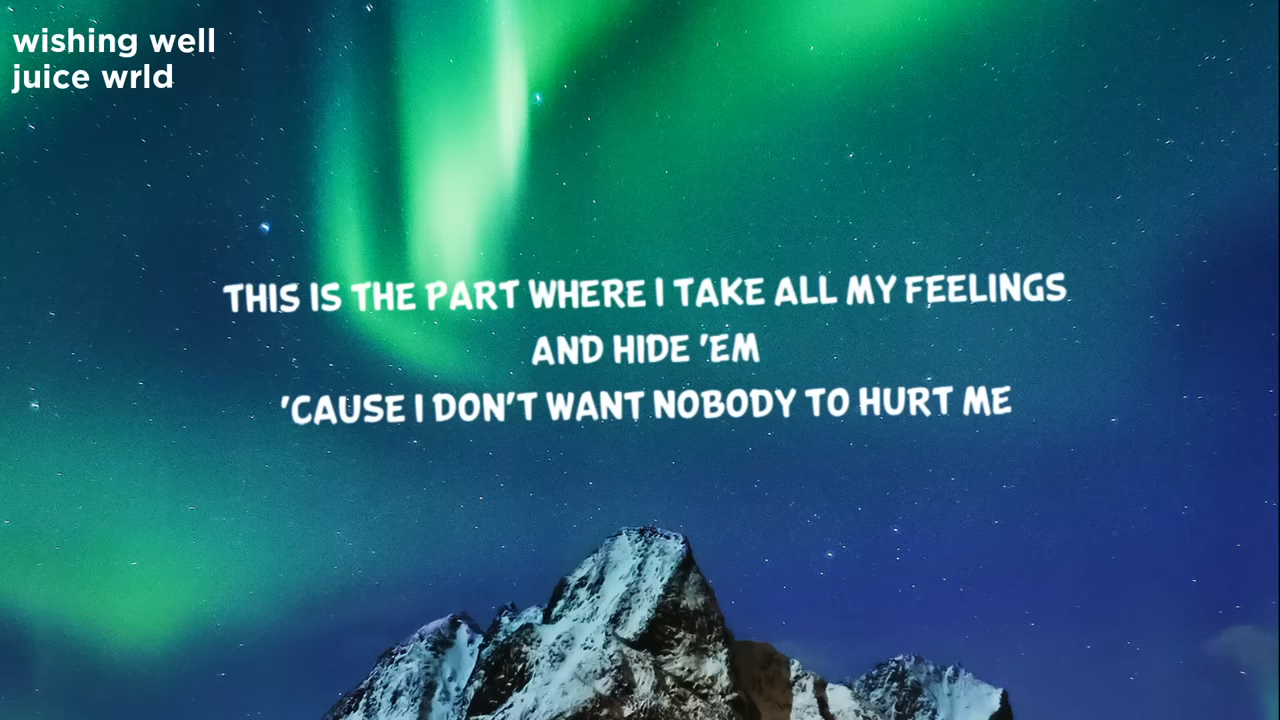 wishing well
juice wrld
THIS IS THE PART WHERE I TAKE ALL MY FEELINGS
AND HIDE 'EM
'CAUSE I DON'T WANT NOBODY TO HURT ME